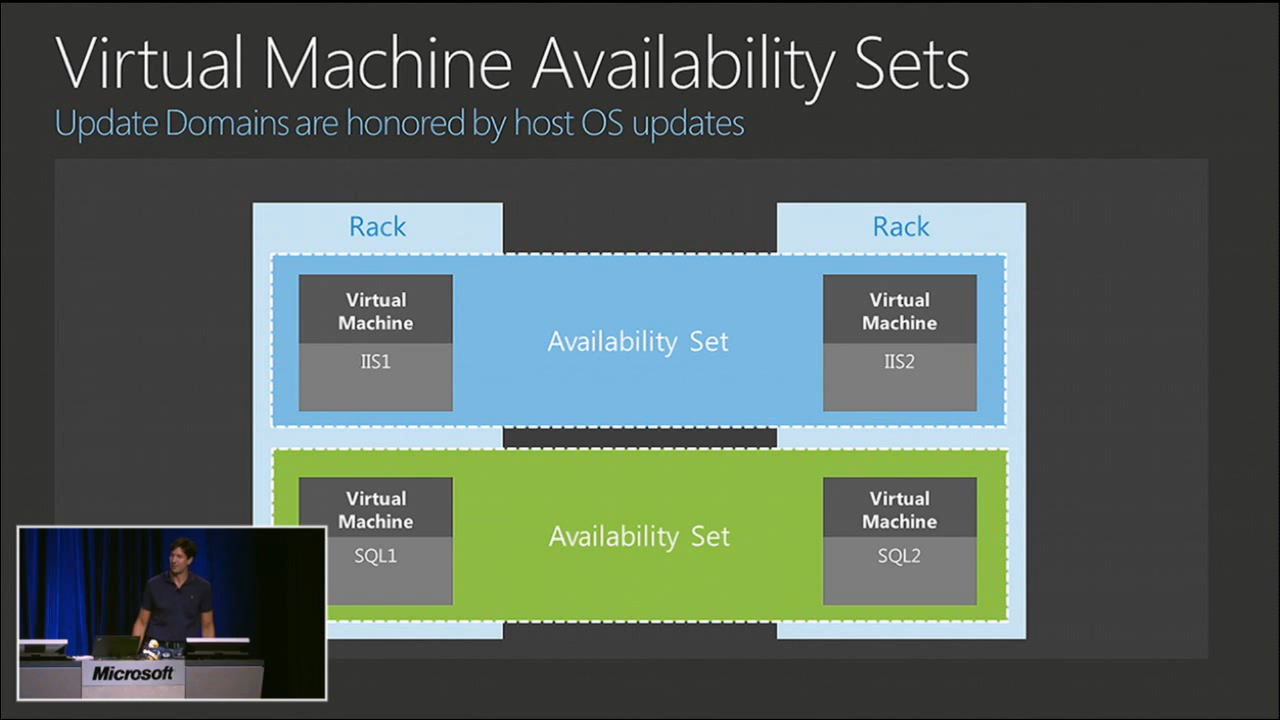 Virtual Machine Availability Sets
Update Domains are honored by host OS updates
Rack
Rack
Virtual
Machine
IIS1
Availability Set
Virtual
Machine
IIS2
Virtual
Machine
SQL1
Availability Set
Virtual
Machine
SQL2
Microsoft